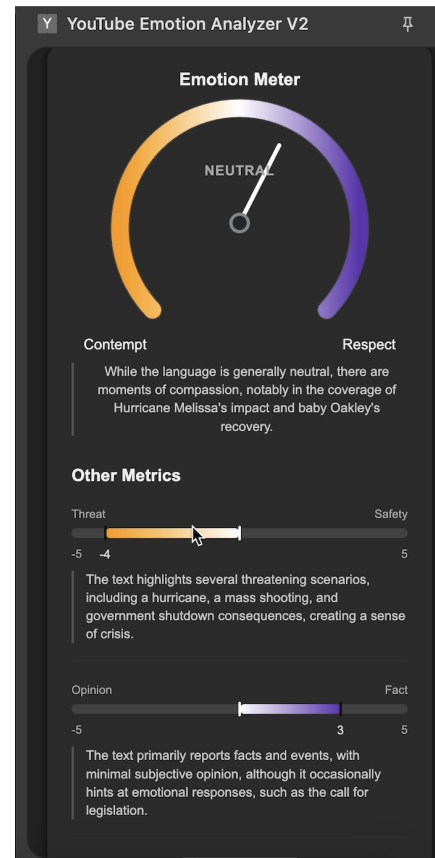 Y YouTube Emotion Analyzer V2
Emotion Meter
NEUTRAL
Contempt Respect
While the language is generally neutral, there are
moments of compassion, notably in the coverage of
Hurricane Melissa's impact and baby Oakley's
recovery.
Other Metrics
Threat Safety
-5 -4 5
The text highlights several threatening scenarios,
including a hurricane, a mass shooting, and
government shutdown consequences, creating a sense
of crisis.
Opinion Fact
-5 3 5
The text primarily reports facts and events, with
minimal subjective opinion, although it occasionally
hints at emotional responses, such as the call for
legislation.